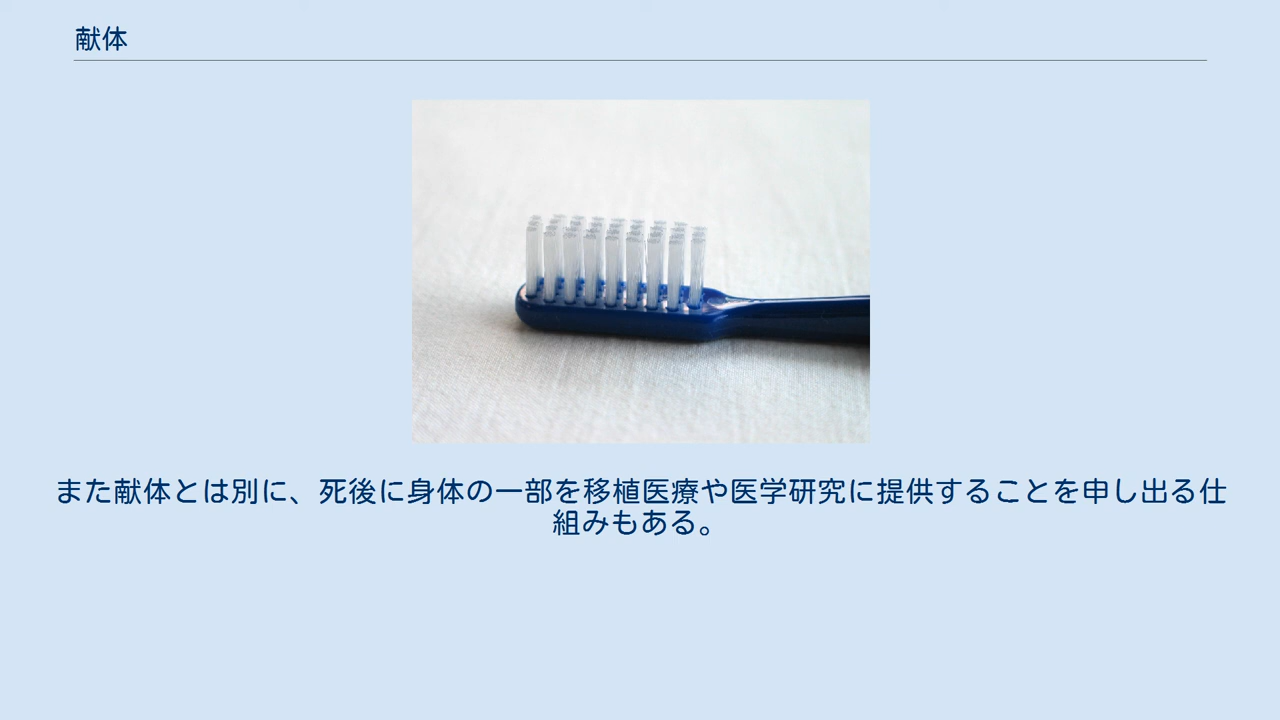 献体
また献体とは別に、死後に身体の一部を移植医療や医学研究に提供することを申し出る仕
組みもある。